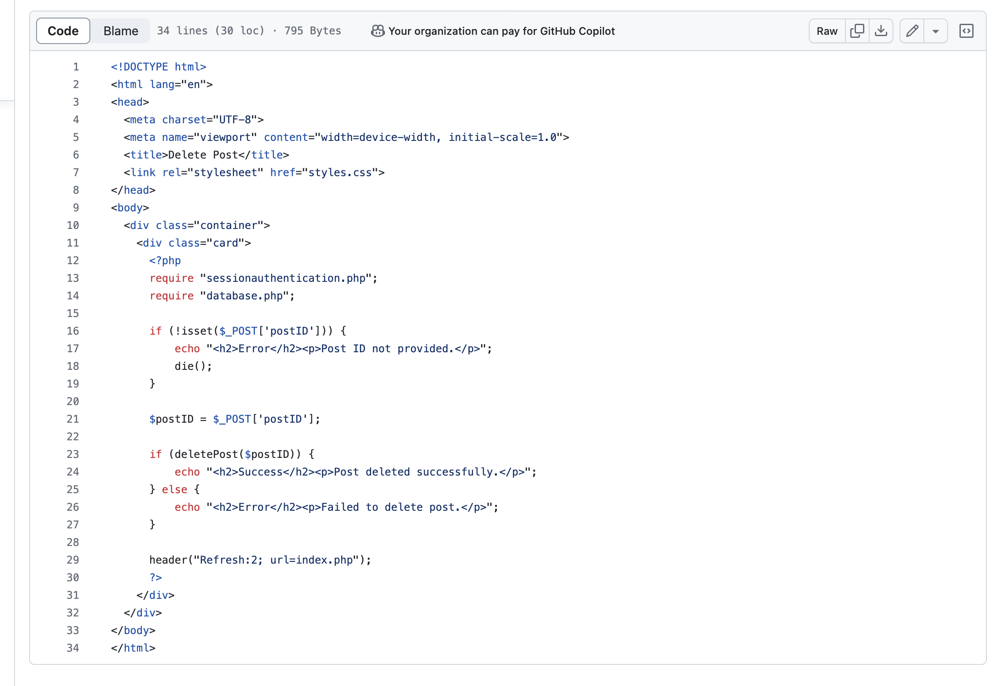 Code Blame 34 lines (30 loc) · 795 Bytes Your organization can pay for GitHub Copilot Raw
1 <!DOCTYPE html>
2 <html lang="en">
3 <head>
4   <meta charset="UTF-8">
5   <meta name="viewport" content="width=device-width, initial-scale=1.0">
6   <title>Delete Post</title>
7   <link rel="stylesheet" href="styles.css">
8 </head>
9 <body>
10   <div class="container">
11     <div class="card">
12       <?php
13       require "sessionauthentication.php";
14       require "database.php";
15
16       if (!isset($_POST['postID'])) {
17           echo "<h2>Error</h2><p>Post ID not provided.</p>";
18           die();
19       }
20
21       $postID = $_POST['postID'];
22
23       if (deletePost($postID)) {
24           echo "<h2>Success</h2><p>Post deleted successfully.</p>";
25       } else {
26           echo "<h2>Error</h2><p>Failed to delete post.</p>";
27       }
28
29       header("Refresh:2; url=index.php");
30       ?>
31     </div>
32   </div>
33 </body>
34 </html>